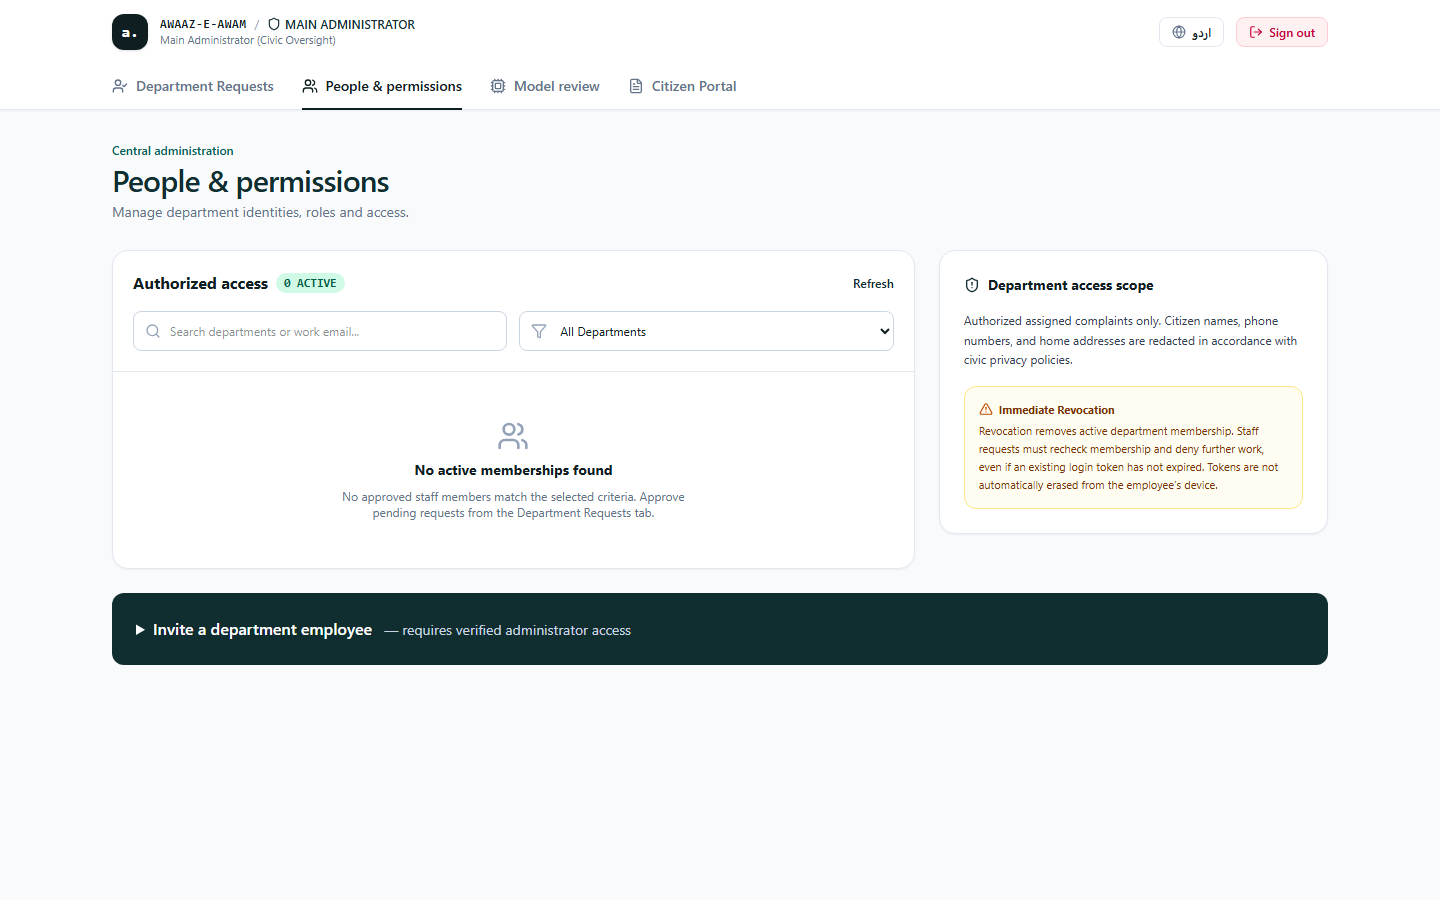 a.
AWAAZ-E-AWAM / MAIN ADMINISTRATOR
Main Administrator (Civic Oversight)
اردو
Sign out
Department Requests
People & permissions
Model review
Citizen Portal
Central administration
People & permissions
Manage department identities, roles and access.
Authorized access
0 ACTIVE
Refresh
Search departments or work email...
All Departments
No active memberships found
No approved staff members match the selected criteria. Approve
pending requests from the Department Requests tab.
Department access scope
Authorized assigned complaints only. Citizen names, phone
numbers, and home addresses are redacted in accordance with
civic privacy policies.
Immediate Revocation
Revocation removes active department membership. Staff
requests must recheck membership and deny further work,
even if an existing login token has not expired. Tokens are not
automatically erased from the employee's device.
Invite a department employee — requires verified administrator access